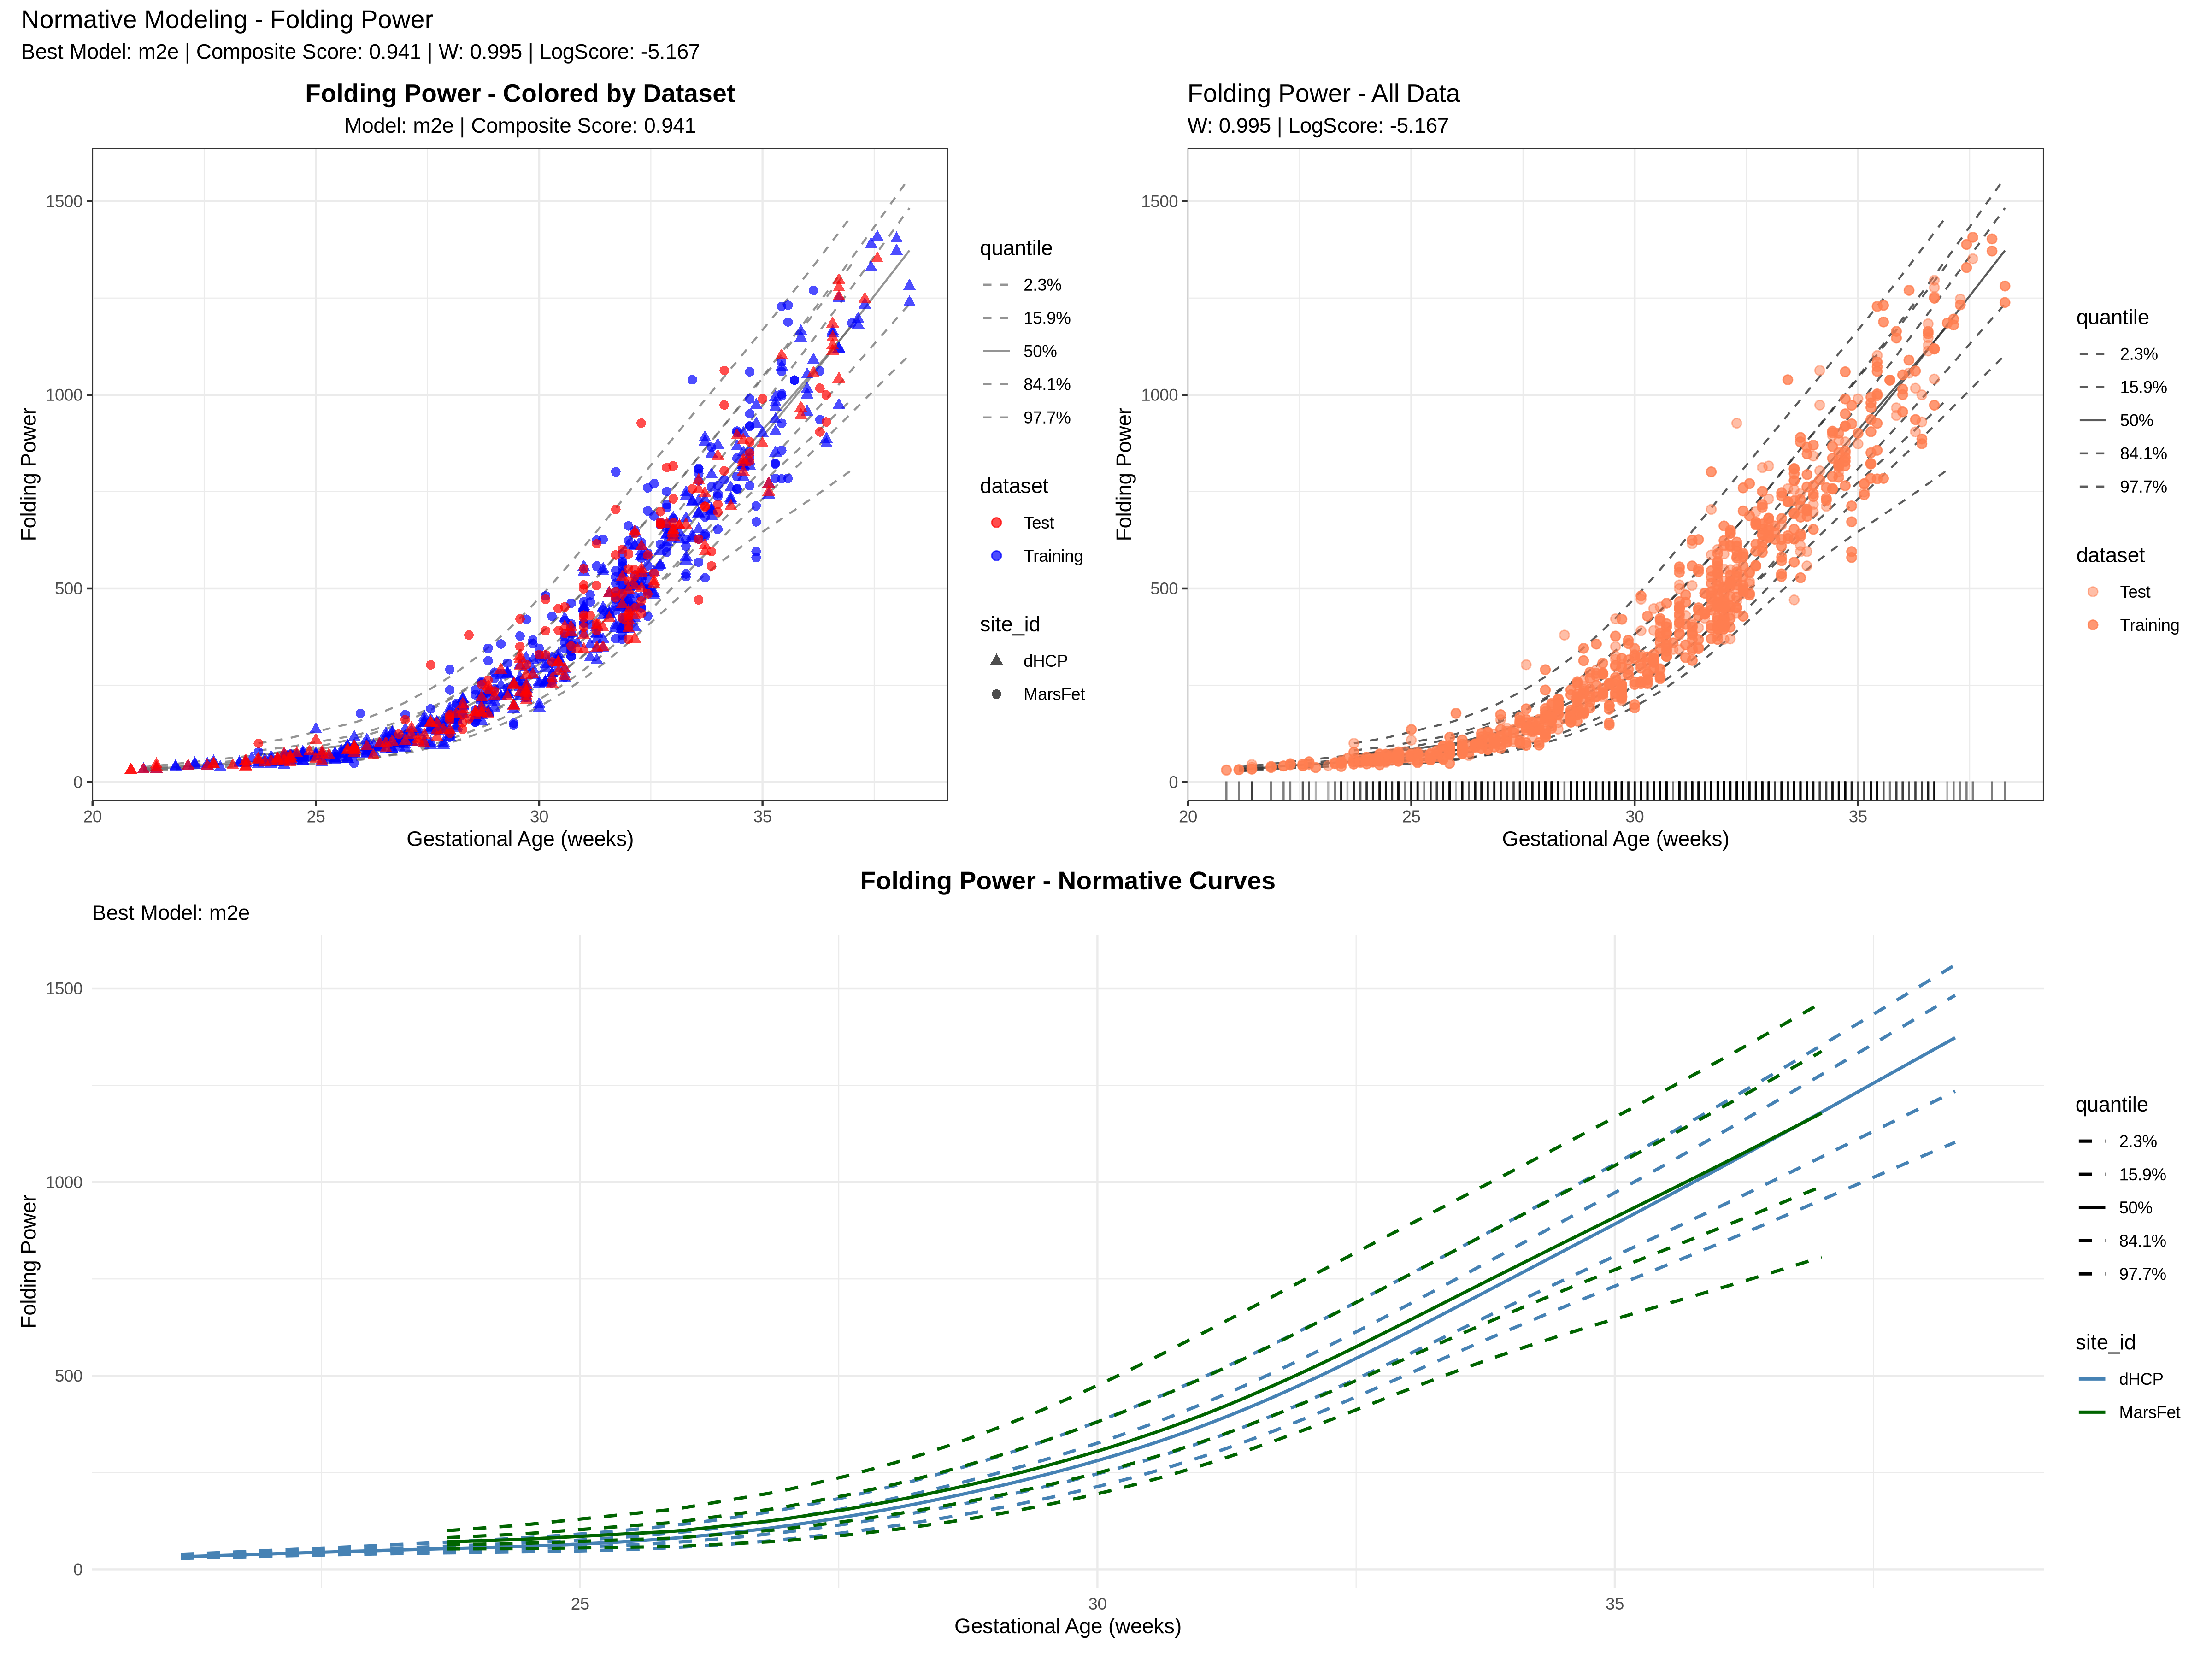 Normative Modeling - Folding Power
Best Model: m2e | Composite Score: 0.941 | W: 0.995 | LogScore: -5.167
Folding Power - Colored by Dataset
Model: m2e | Composite Score: 0.941
Folding Power
1500
1000
500
0
20
25
30
35
Gestational Age (weeks)
quantile
2.3%
15.9%
50%
84.1%
97.7%
dataset
Test
Training
site_id
dHCP
MarsFet
Folding Power - All Data
W: 0.995 | LogScore: -5.167
Folding Power
1500
1000
500
0
20
25
30
35
Gestational Age (weeks)
quantile
2.3%
15.9%
50%
84.1%
97.7%
dataset
Test
Training
Folding Power - Normative Curves
Best Model: m2e
Folding Power
1500
1000
500
0
25
30
35
Gestational Age (weeks)
quantile
2.3%
15.9%
50%
84.1%
97.7%
site_id
dHCP
MarsFet